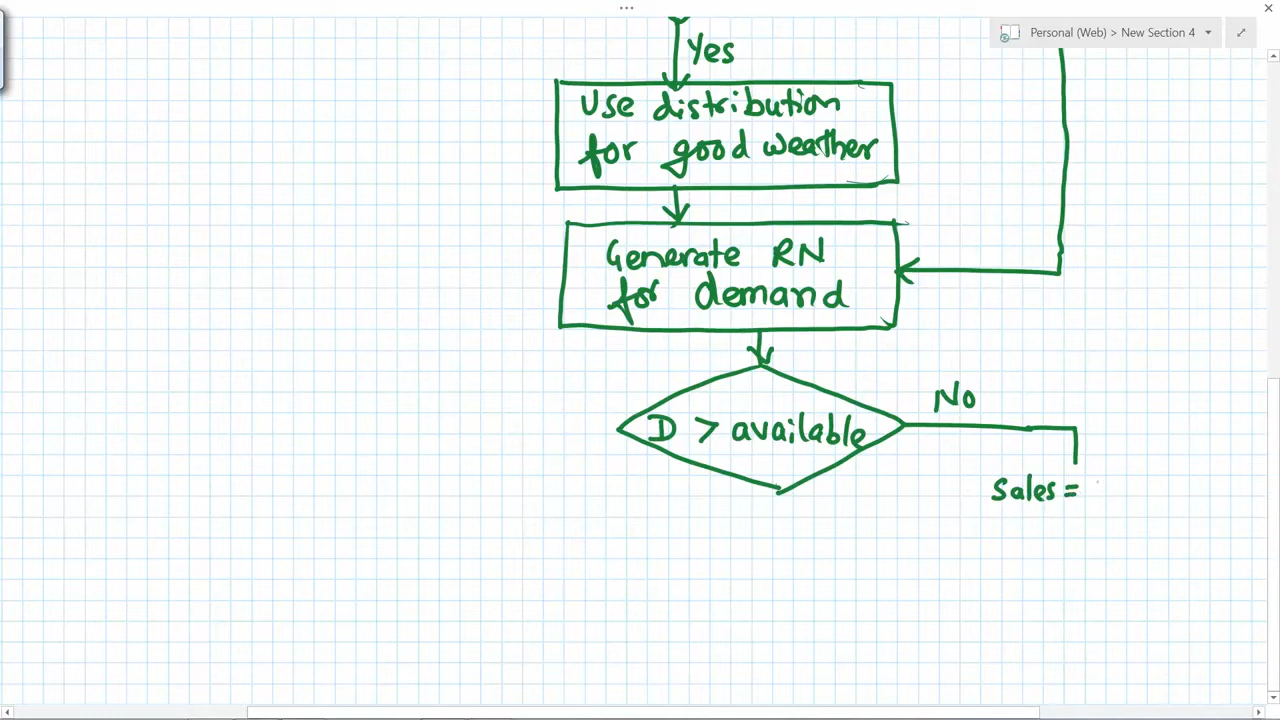 Personal (Web) > New Section 4
Yes
Use distribution
for good weather
Generate RN
for demand
No
D > available
Sales =